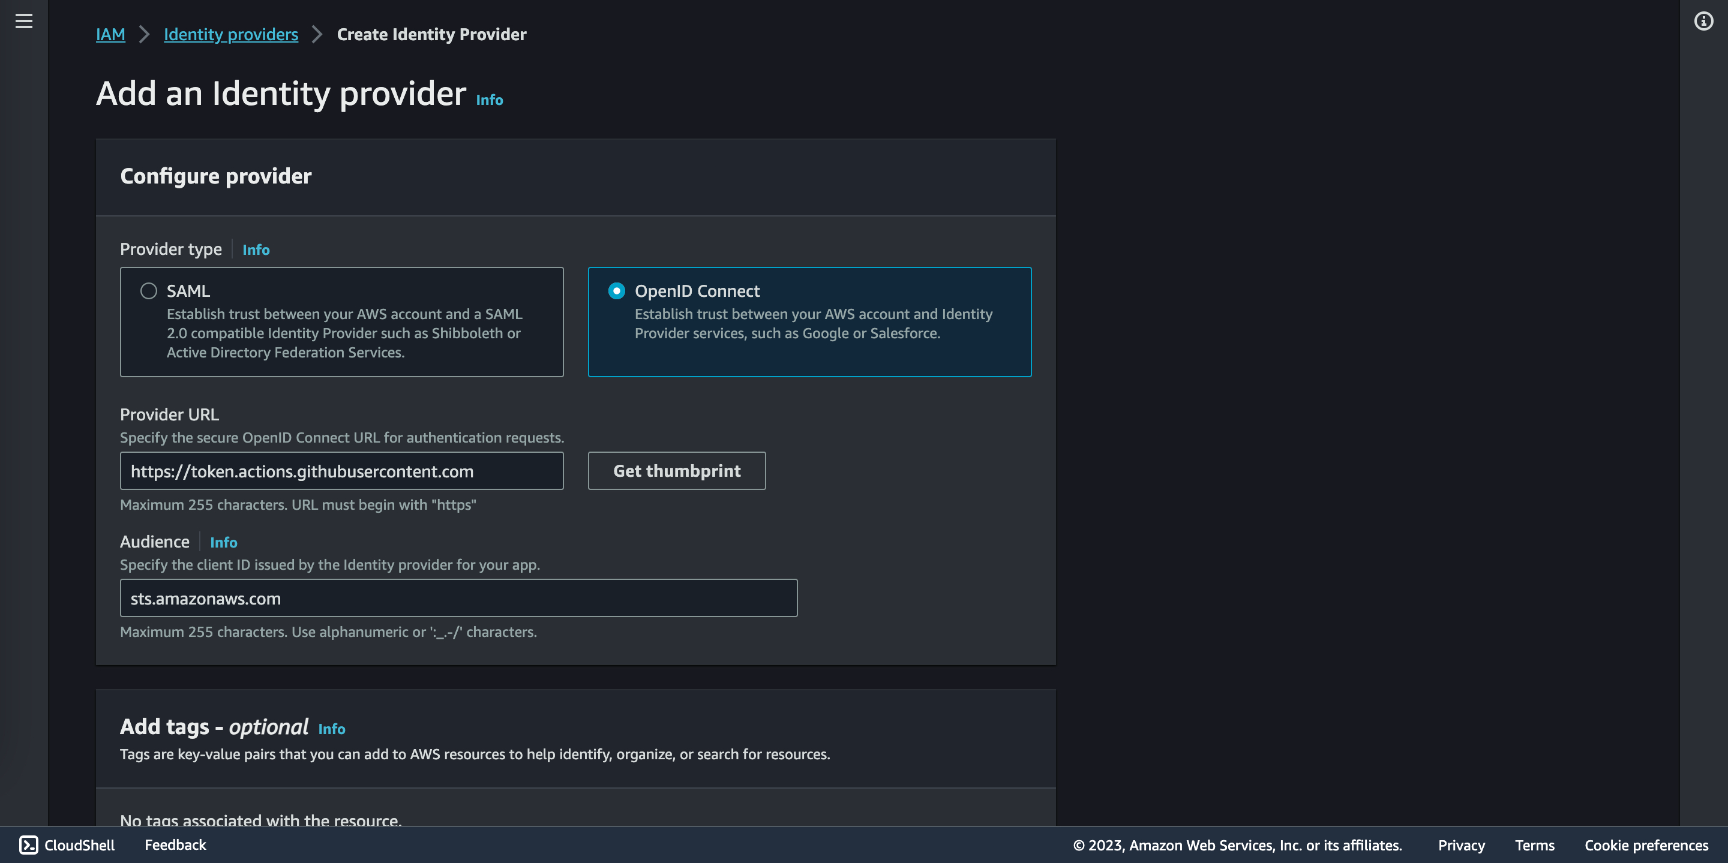 IAM > Identity providers > Create Identity Provider
Add an Identity provider Info
Configure provider
Provider type Info
SAML
Establish trust between your AWS account and a SAML
2.0 compatible Identity Provider such as Shibboleth or
Active Directory Federation Services.
OpenID Connect
Establish trust between your AWS account and Identity
Provider services, such as Google or Salesforce.
Provider URL
Specify the secure OpenID Connect URL for authentication requests.
https://token.actions.githubusercontent.com
Get thumbprint
Maximum 255 characters. URL must begin with "https"
Audience Info
Specify the client ID issued by the Identity provider for your app.
sts.amazonaws.com
Maximum 255 characters. Use alphanumeric or ':_.-/' characters.
Add tags - optional Info
Tags are key-value pairs that you can add to AWS resources to help identify, organize, or search for resources.
No tags associated with the resource.
CloudShell Feedback © 2023, Amazon Web Services, Inc. or its affiliates. Privacy Terms Cookie preferences